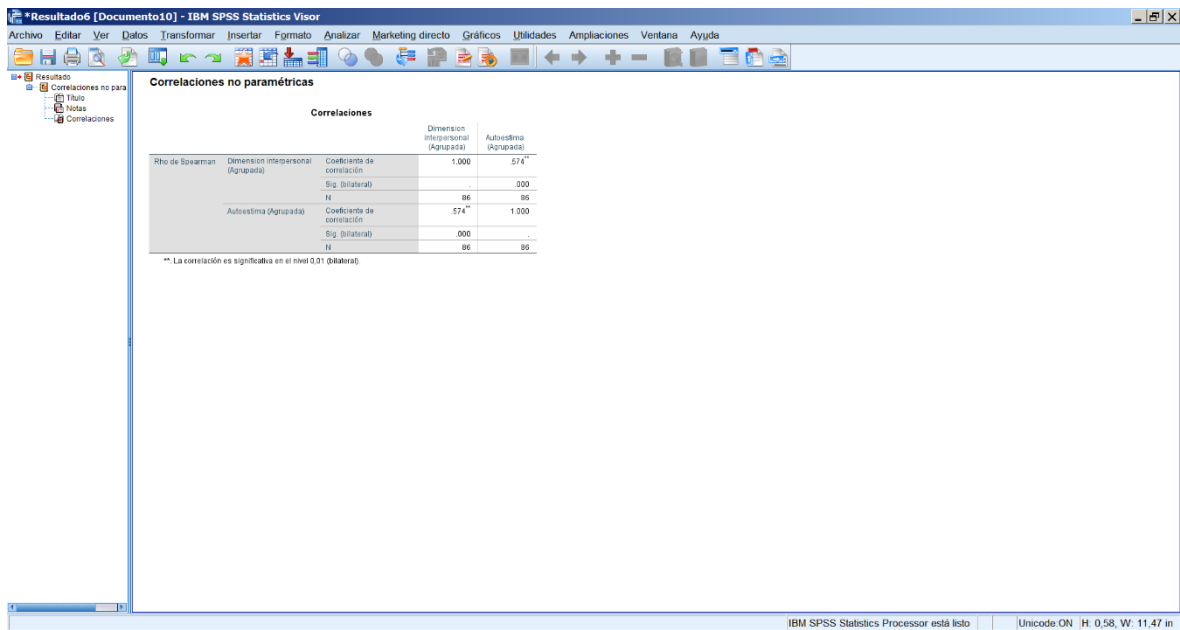 *Resultado6 [Documento10] - IBM SPSS Statistics Visor
Archivo Editar Ver Datos Transformar Insertar Formato Analizar Marketing directo Gráficos Utilidades Ampliaciones Ventana Ayuda
Resultado
Correlaciones no para
Título
Notas
Correlaciones
Correlaciones no paramétricas
Correlaciones
Dimension interpersonal (Agrupada)
Autoestima (Agrupada)
Rho de Spearman
Dimension interpersonal (Agrupada)
Coeficiente de correlación 1.000 .574**
Sig. (bilateral) . .000
N 86 86
Autoestima (Agrupada)
Coeficiente de correlación .574** 1.000
Sig. (bilateral) .000 .
N 86 86
**. La correlación es significativa en el nivel 0,01 (bilateral).
IBM SPSS Statistics Processor está listo Unicode:ON H: 0,58, W: 11,47 in